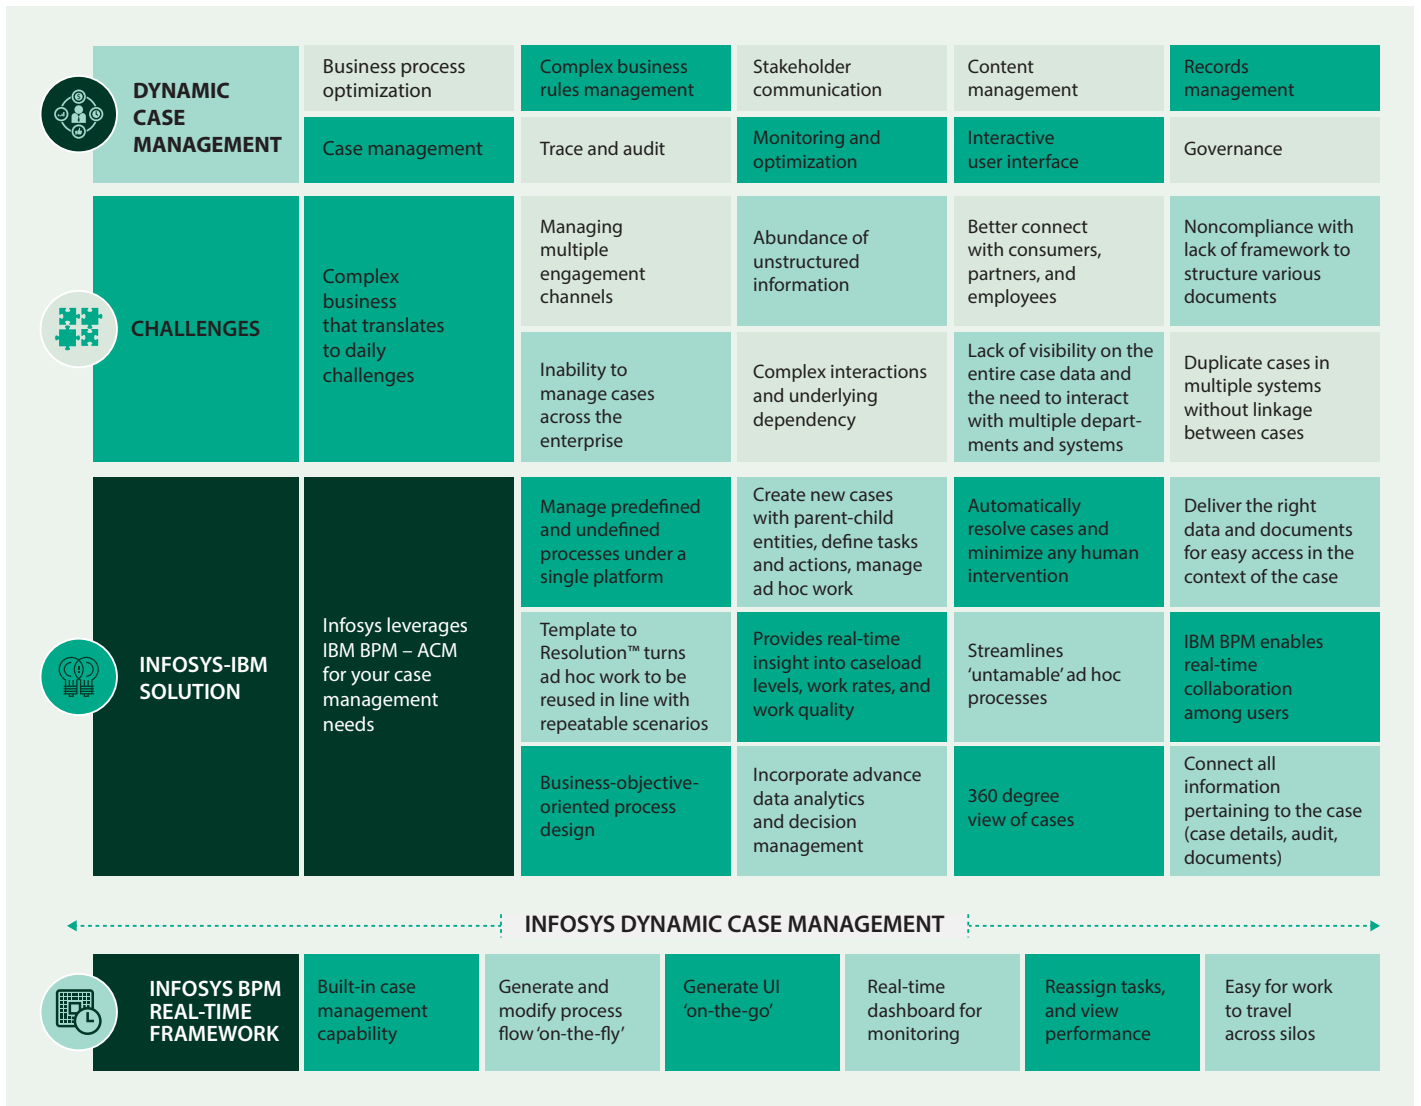 DYNAMIC
CASE
MANAGEMENT
Business process
optimization
Complex business
rules management
Stakeholder
communication
Content
management
Records
management
Case management
Trace and audit
Monitoring and
optimization
Interactive
user interface
Governance
CHALLENGES
Complex
business
that translates
to daily
challenges
Managing
multiple
engagement
channels
Abundance of
unstructured
information
Better connect
with consumers,
partners, and
employees
Noncompliance with
lack of framework to
structure various
documents
Inability to
manage cases
across the
enterprise
Complex interactions
and underlying
dependency
Lack of visibility on the
entire case data and
the need to interact
with multiple depart-
ments and systems
Duplicate cases in
multiple systems
without linkage
between cases
INFOSYS-IBM
SOLUTION
Infosys leverages
IBM BPM – ACM
for your case
management
needs
Manage predefined
and undefined
processes under a
single platform
Create new cases
with parent-child
entities, define tasks
and actions, manage
ad hoc work
Automatically
resolve cases and
minimize any human
intervention
Deliver the right
data and documents
for easy access in the
context of the case
Template to
Resolution™ turns
ad hoc work to be
reused in line with
repeatable scenarios
Provides real-time
insight into caseload
levels, work rates, and
work quality
Streamlines
‘untamable’ ad hoc
processes
IBM BPM enables
real-time
collaboration
among users
Business-objective-
oriented process
design
Incorporate advance
data analytics
and decision
management
360 degree
view of cases
Connect all
information
pertaining to the case
(case details, audit,
documents)
INFOSYS DYNAMIC CASE MANAGEMENT
INFOSYS BPM
REAL-TIME
FRAMEWORK
Built-in case
management
capability
Generate and
modify process
flow ‘on-the-fly’
Generate UI
‘on-the-go’
Real-time
dashboard for
monitoring
Reassign tasks,
and view
performance
Easy for work
to travel
across silos